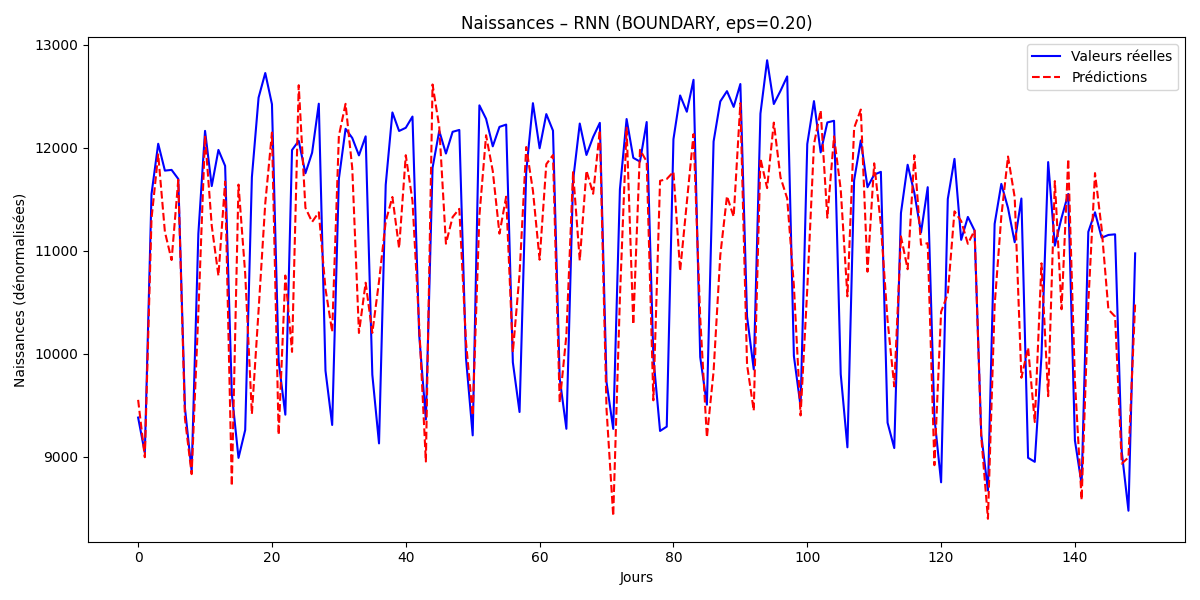 Naissances – RNN (BOUNDARY, eps=0.20)
13000
12000
11000
10000
9000
Naissances (dénormalisées)
Valeurs réelles
Prédictions
0 20 40 60 80 100 120 140
Jours